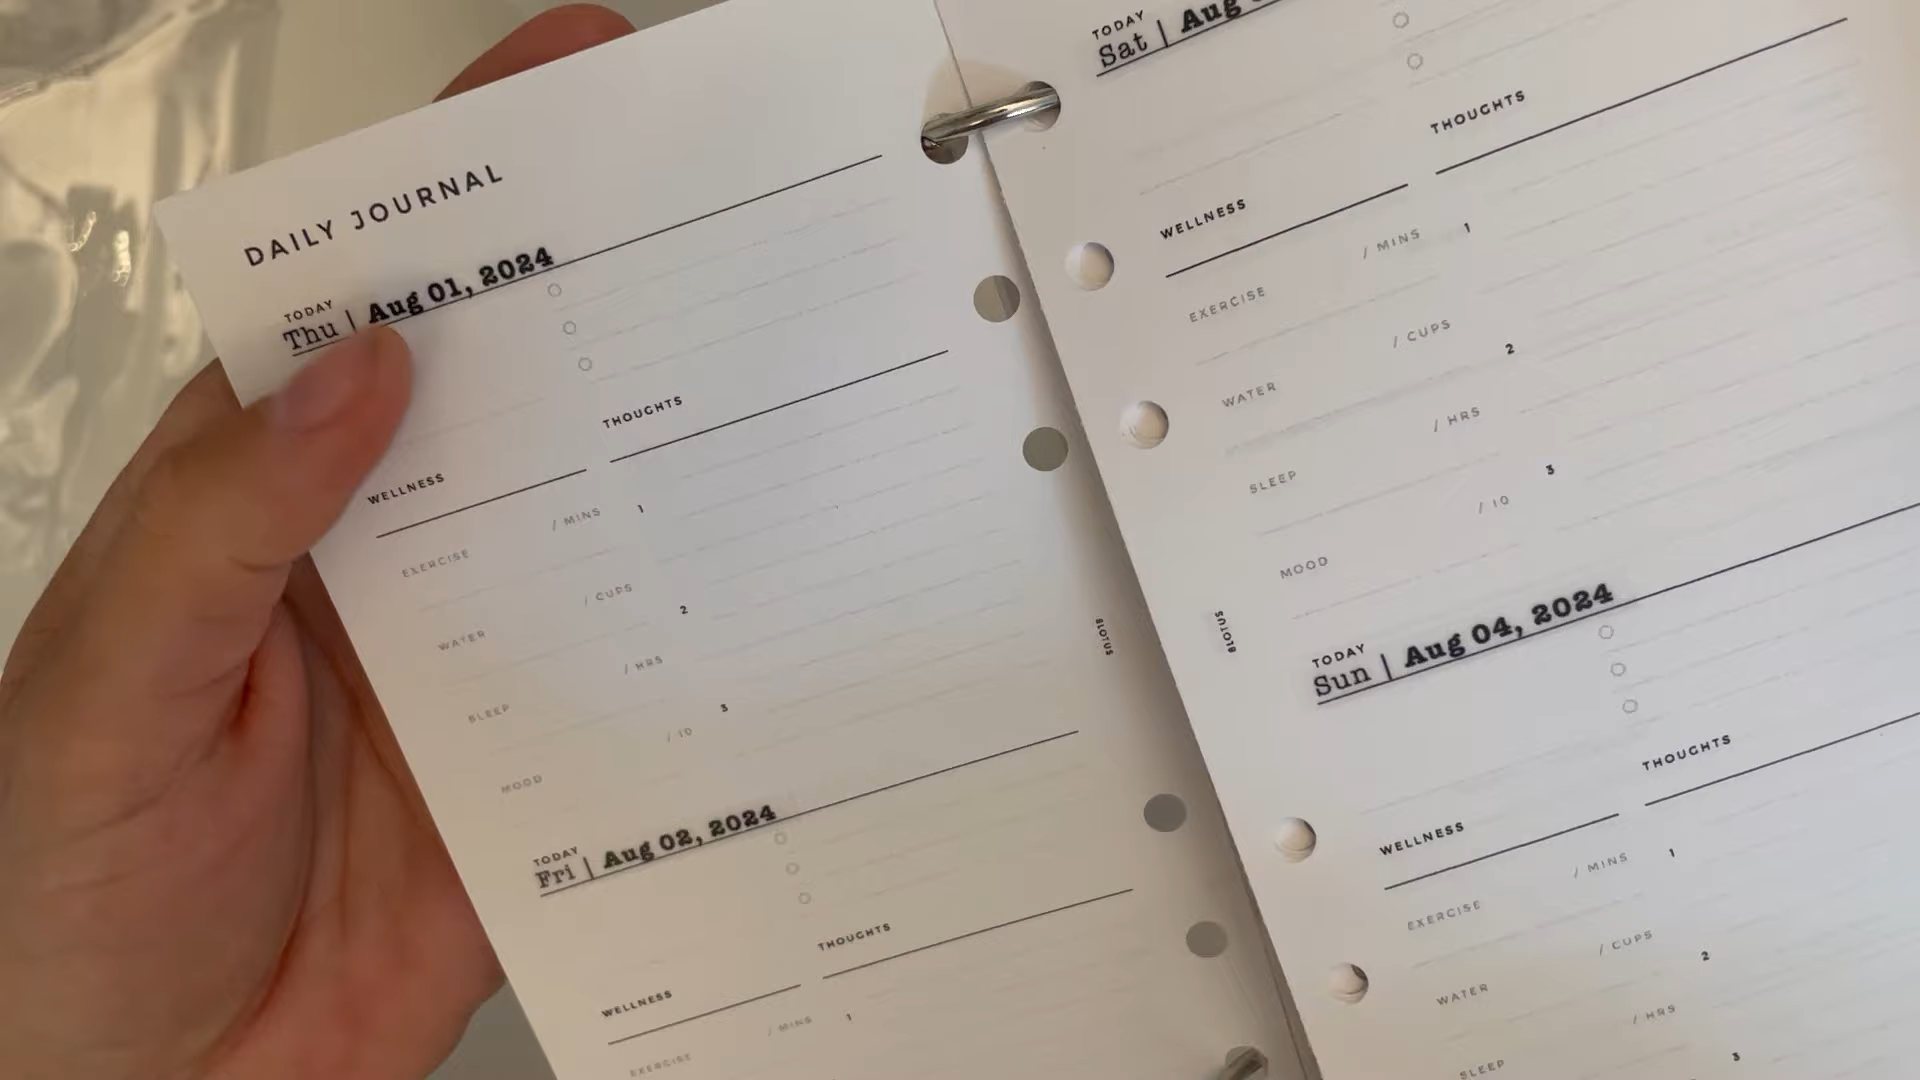 DAILY JOURNAL
TODAY
Thu | Aug 01, 2024
THOUGHTS
WELLNESS
/ MINS 1
EXERCISE
/ CUPS
WATER
2
/ HRS
SLEEP
3
/ 10
MOOD
TODAY
Fri | Aug 02, 2024
THOUGHTS
WELLNESS
/ MINS 1
EXERCISE
BLOTUS
TODAY
Sat | Aug
THOUGHTS
WELLNESS
/ MINS 1
EXERCISE
/ CUPS
2
WATER
/ HRS
3
SLEEP
/ 10
MOOD
BLOTUS
TODAY
Sun | Aug 04, 2024
THOUGHTS
WELLNESS
/ MINS 1
EXERCISE
/ CUPS
2
WATER
/ HRS
3
SLEEP